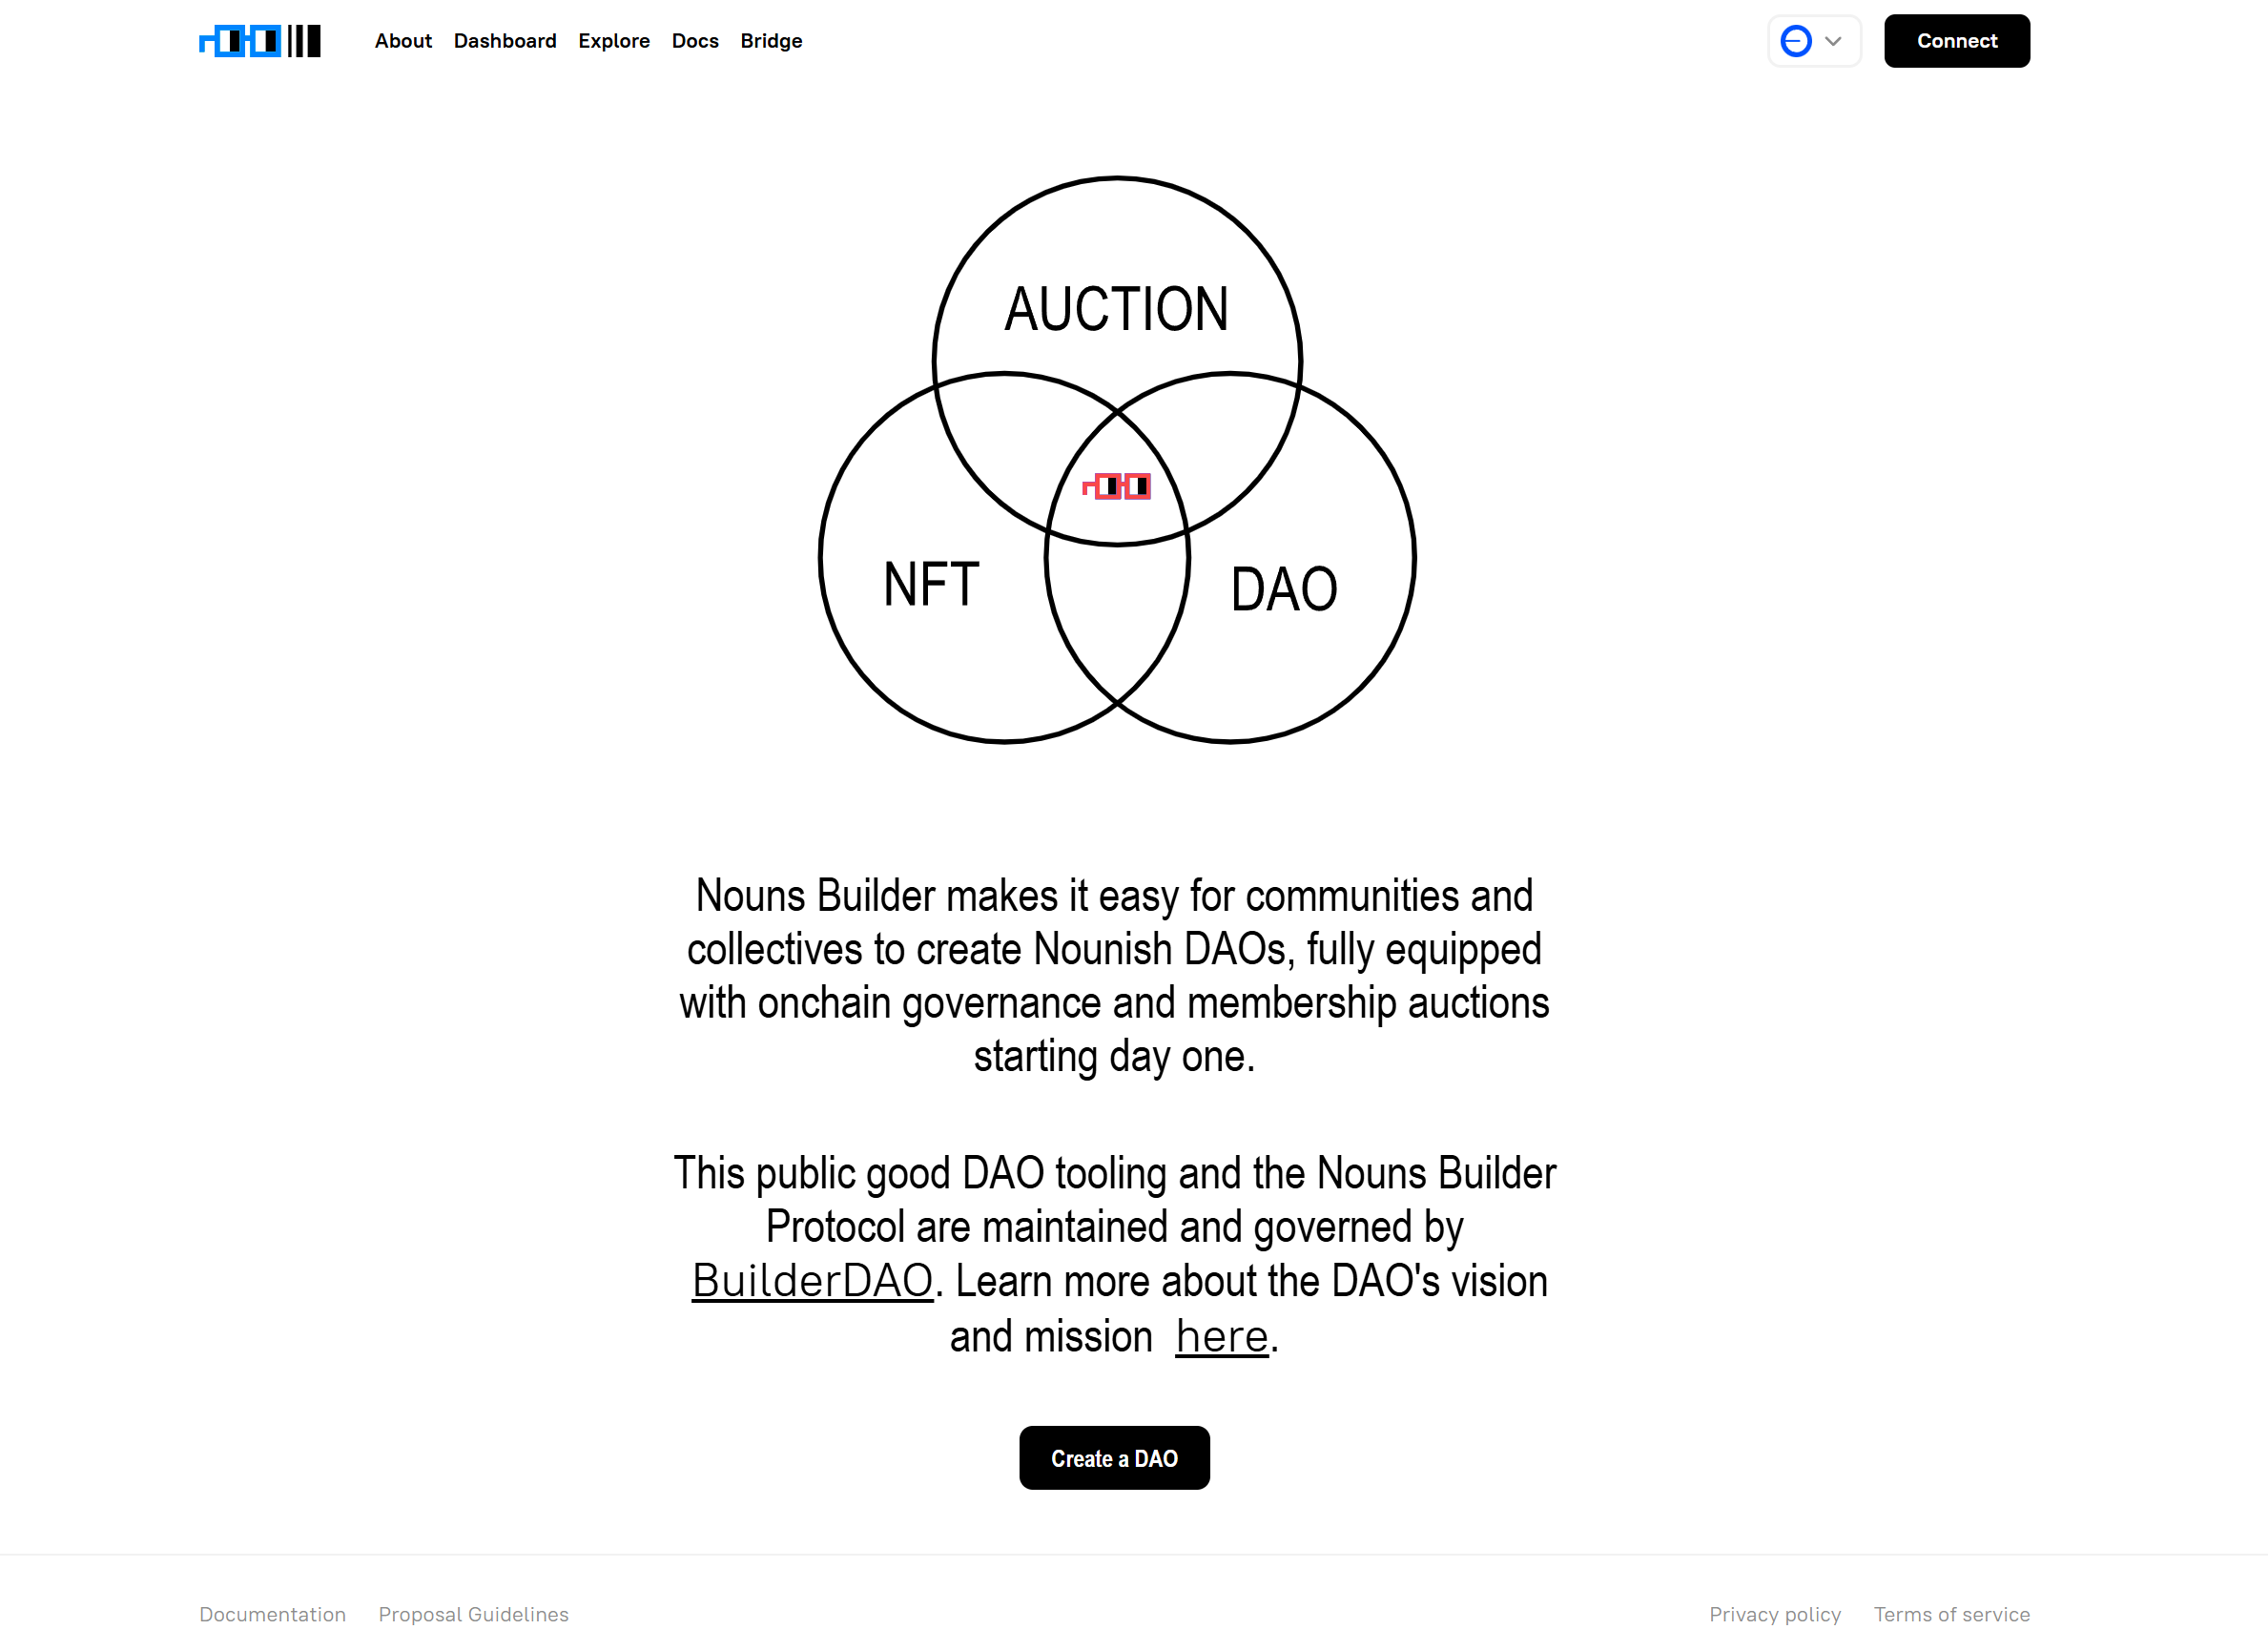 About Dashboard Explore Docs Bridge Connect
AUCTION
NFT
DAO
Nouns Builder makes it easy for communities and
collectives to create Nounish DAOs, fully equipped
with onchain governance and membership auctions
starting day one.
This public good DAO tooling and the Nouns Builder
Protocol are maintained and governed by
BuilderDAO. Learn more about the DAO's vision
and mission here.
Create a DAO
Documentation Proposal Guidelines Privacy policy Terms of service